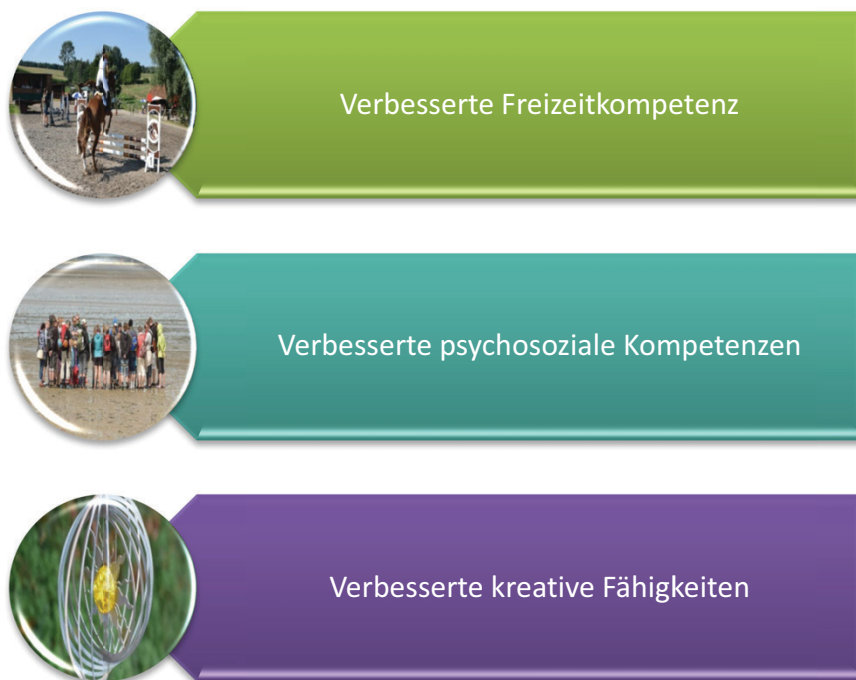 Verbesserte Freizeitkompetenz
Verbesserte psychosoziale Kompetenzen
Verbesserte kreative Fähigkeiten